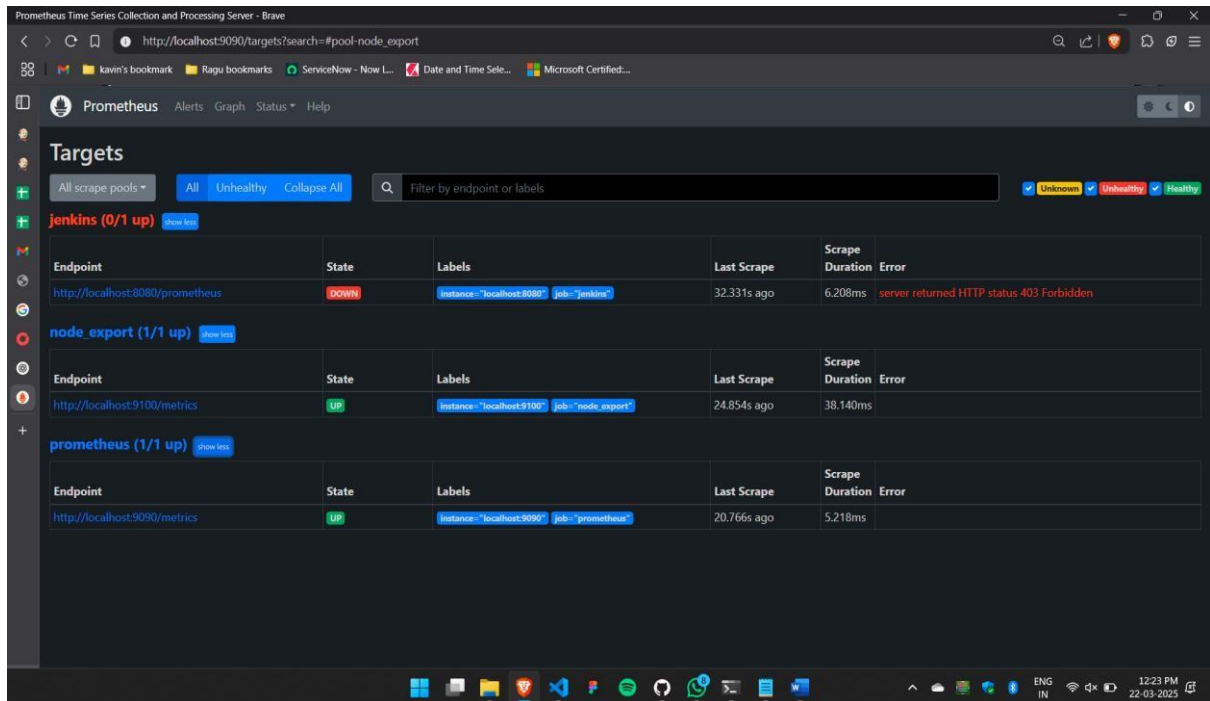 Prometheus Time Series Collection and Processing Server - Brave
http://localhost:9090/targets?search=#pool-node_export
kavin's bookmark Ragu bookmarks ServiceNow - Now L... Date and Time Sele... Microsoft Certified:...
Prometheus Alerts Graph Status Help
Targets
All scrape pools All Unhealthy Collapse All Filter by endpoint or labels Unknown Unhealthy Healthy
jenkins (0/1 up) show less
Endpoint State Labels Last Scrape Scrape Duration Error
http://localhost:8080/prometheus DOWN instance="localhost:8080" job="jenkins" 32.331s ago 6.208ms server returned HTTP status 403 Forbidden
node_export (1/1 up) show less
Endpoint State Labels Last Scrape Scrape Duration Error
http://localhost:9100/metrics UP instance="localhost:9100" job="node_export" 24.854s ago 38.140ms
prometheus (1/1 up) show less
Endpoint State Labels Last Scrape Scrape Duration Error
http://localhost:9090/metrics UP instance="localhost:9090" job="prometheus" 20.766s ago 5.218ms
8 ENG 12:23 PM
IN 22-03-2025